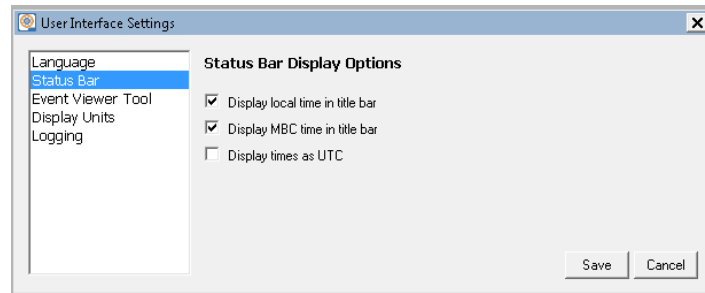 User Interface Settings
Language
Status Bar
Event Viewer Tool
Display Units
Logging
Status Bar Display Options
Display local time in title bar
Display MBC time in title bar
Display times as UTC
Save
Cancel